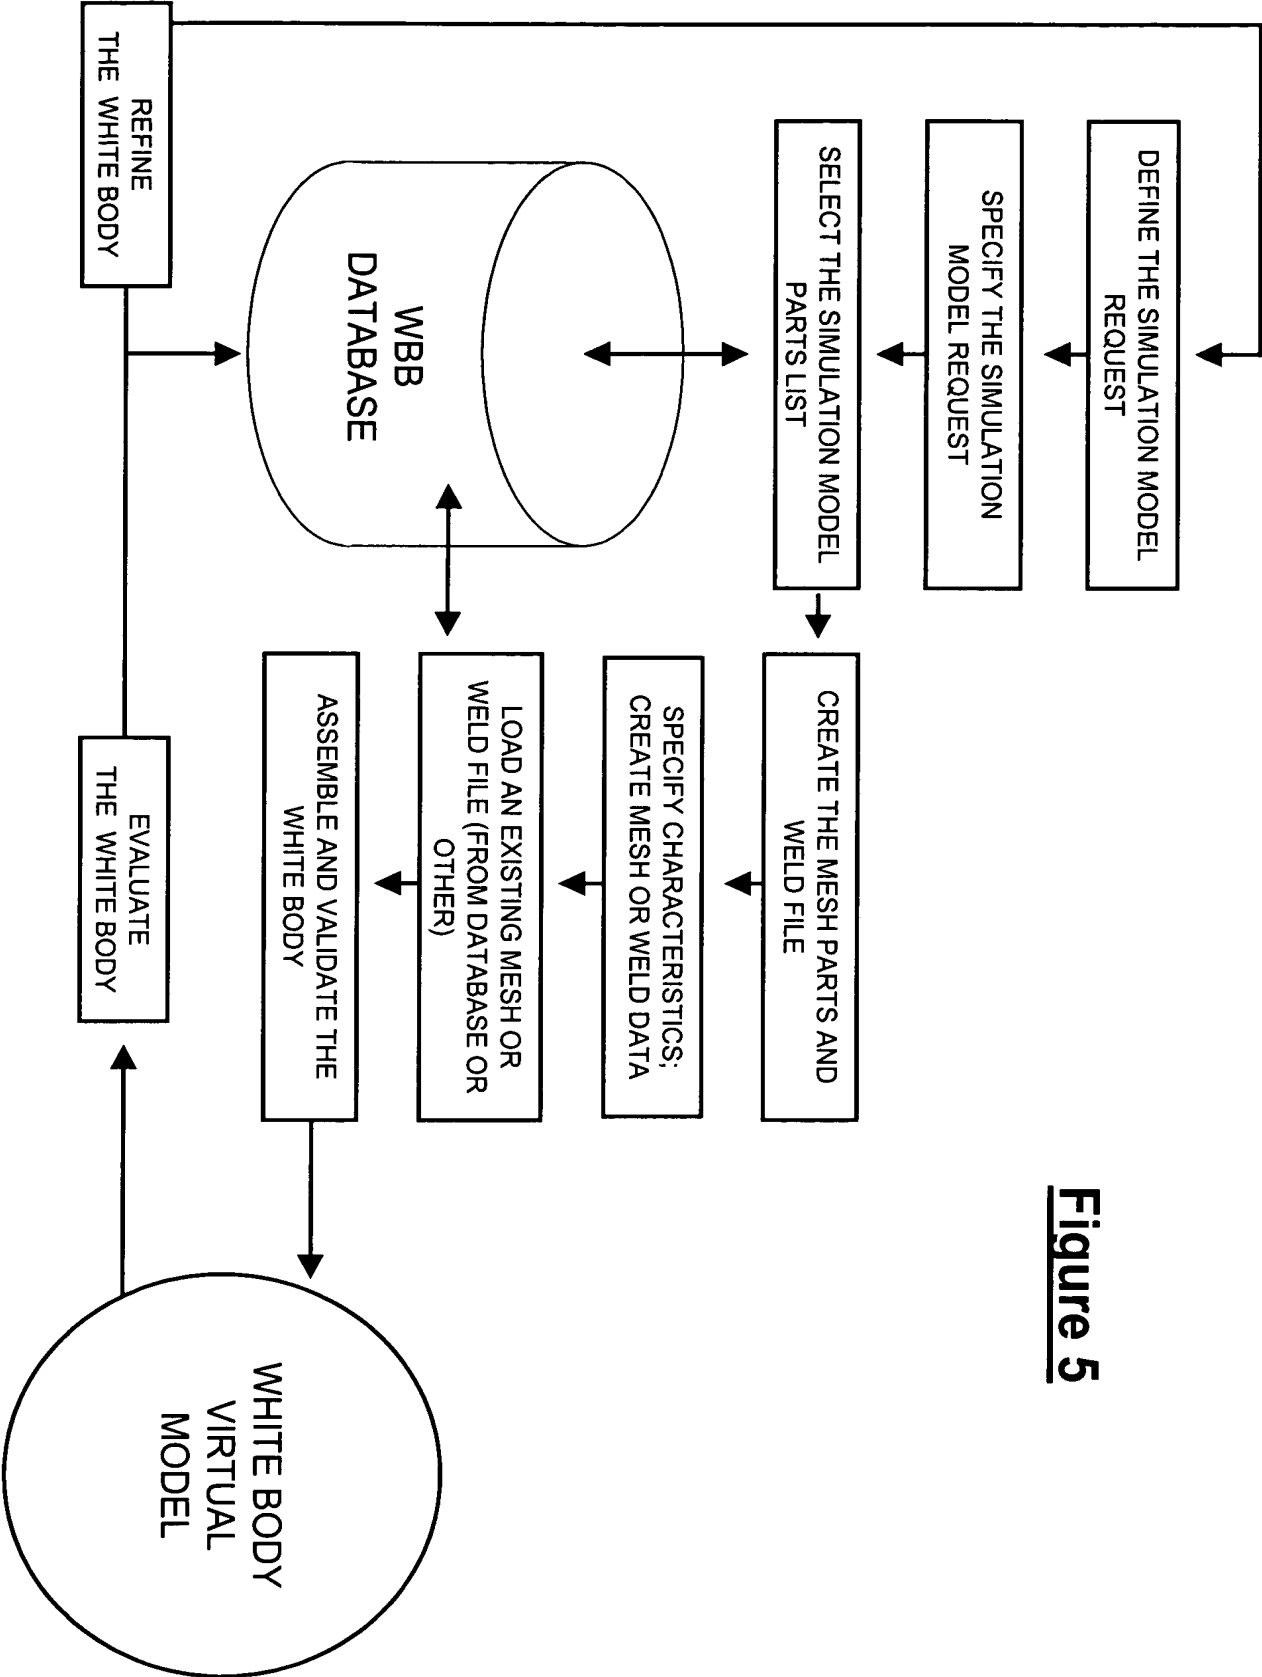 Figure 5
DEFINE THE SIMULATION MODEL
REQUEST
SPECIFY THE SIMULATION
MODEL REQUEST
SELECT THE SIMULATION MODEL
PARTS LIST
CREATE THE MESH PARTS AND
WELD FILE
SPECIFY CHARACTERISTICS;
CREATE MESH OR WELD DATA
LOAD AN EXISTING MESH OR
WELD FILE (FROM DATABASE OR
OTHER)
ASSEMBLE AND VALIDATE THE
WHITE BODY
WBB
DATABASE
WHITE BODY
VIRTUAL
MODEL
EVALUATE
THE WHITE BODY
REFINE
THE WHITE BODY